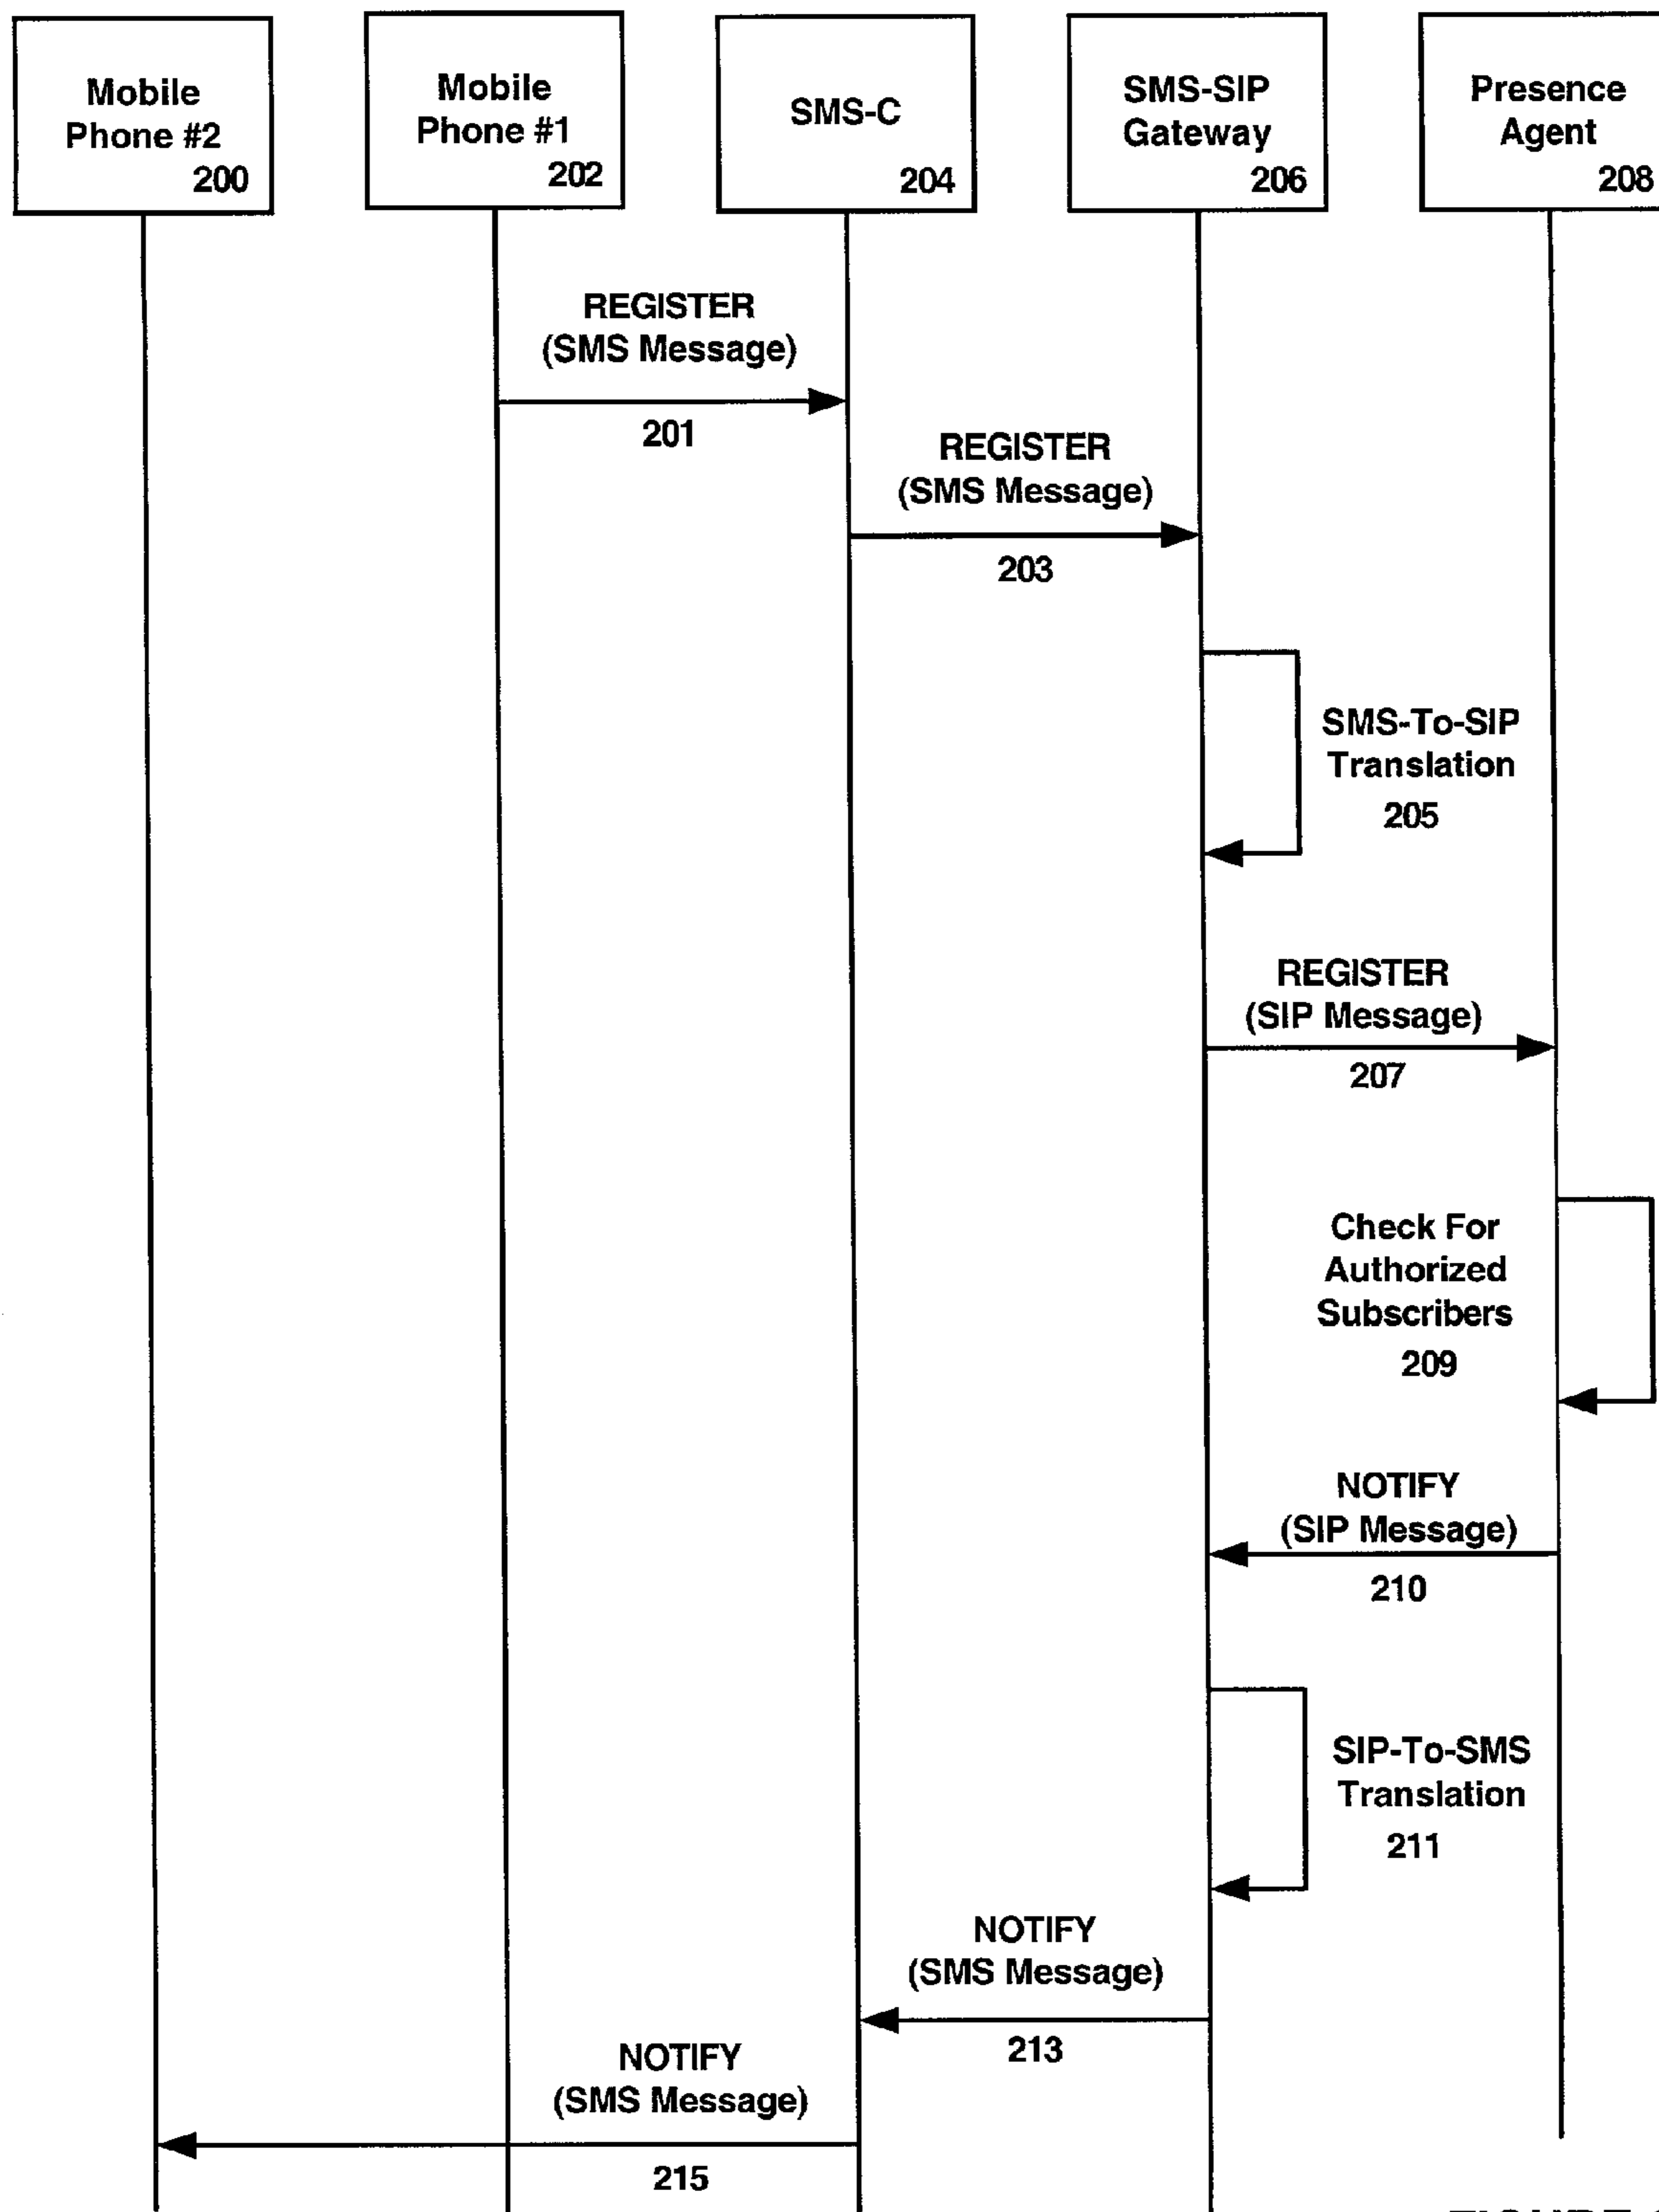 Mobile
Phone #2
200
Mobile
Phone #1
202
SMS-C
204
SMS-SIP
Gateway
206
Presence
Agent
208
REGISTER
(SMS Message)
201
REGISTER
(SMS Message)
203
SMS-To-SIP
Translation
205
REGISTER
(SIP Message)
207
Check For
Authorized
Subscribers
209
NOTIFY
(SIP Message)
210
SIP-To-SMS
Translation
211
NOTIFY
(SMS Message)
213
NOTIFY
(SMS Message)
215